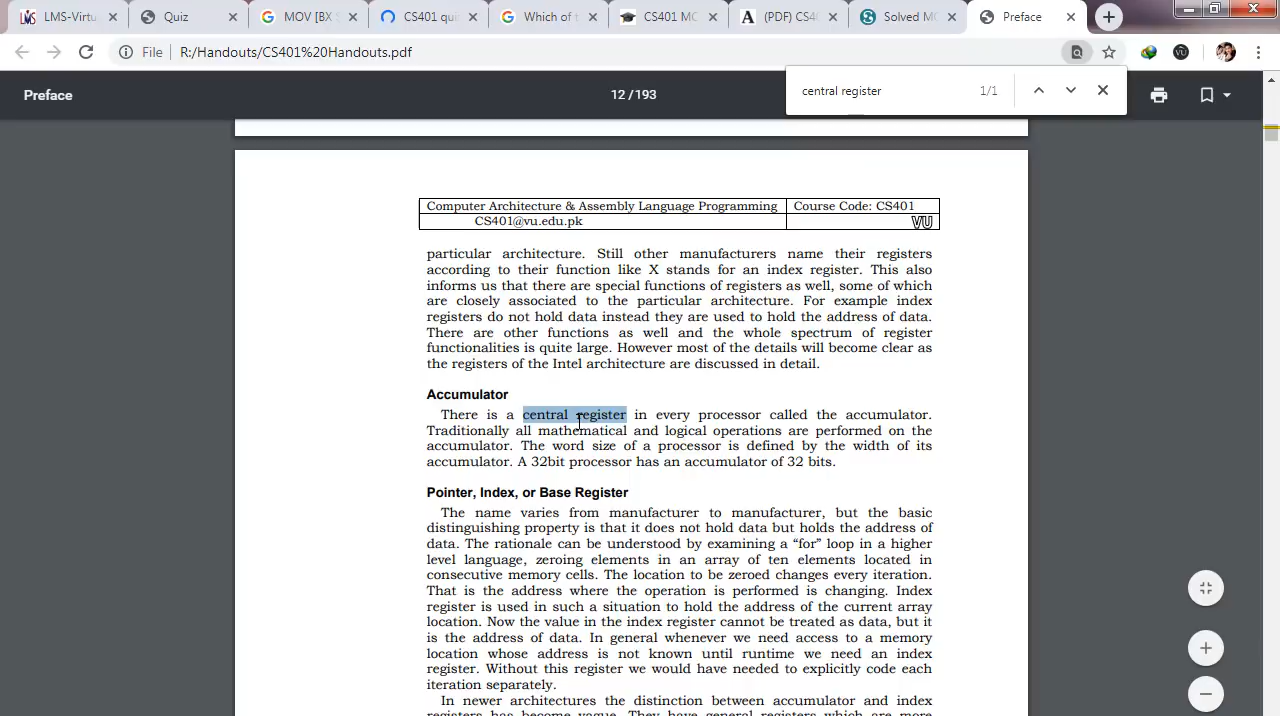 LMS-Virtu
Quiz
MOV [BX S
CS401 qui
Which of t
CS401 MC
(PDF) CS4
Solved MC
Preface
File
R:/Handouts/CS401%20Handouts.pdf
central register
1/1
Preface
12 / 193
Computer Architecture & Assembly Language Programming
Course Code: CS401
CS401@vu.edu.pk
VU
particular architecture. Still other manufacturers name their registers
according to their function like X stands for an index register. This also
informs us that there are special functions of registers as well, some of which
are closely associated to the particular architecture. For example index
registers do not hold data instead they are used to hold the address of data.
There are other functions as well and the whole spectrum of register
functionalities is quite large. However most of the details will become clear as
the registers of the Intel architecture are discussed in detail.
Accumulator
There is a central register in every processor called the accumulator.
Traditionally all mathematical and logical operations are performed on the
accumulator. The word size of a processor is defined by the width of its
accumulator. A 32bit processor has an accumulator of 32 bits.
Pointer, Index, or Base Register
The name varies from manufacturer to manufacturer, but the basic
distinguishing property is that it does not hold data but holds the address of
data. The rationale can be understood by examining a “for” loop in a higher
level language, zeroing elements in an array of ten elements located in
consecutive memory cells. The location to be zeroed changes every iteration.
That is the address where the operation is performed is changing. Index
register is used in such a situation to hold the address of the current array
location. Now the value in the index register cannot be treated as data, but it
is the address of data. In general whenever we need access to a memory
location whose address is not known until runtime we need an index
register. Without this register we would have needed to explicitly code each
iteration separately.
In newer architectures the distinction between accumulator and index
registers has become vague. They have general registers which are more